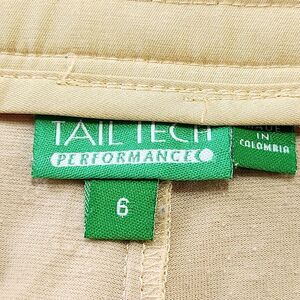 TAIL TECH
PERFORMANCE
6
IN
COLOMBIA